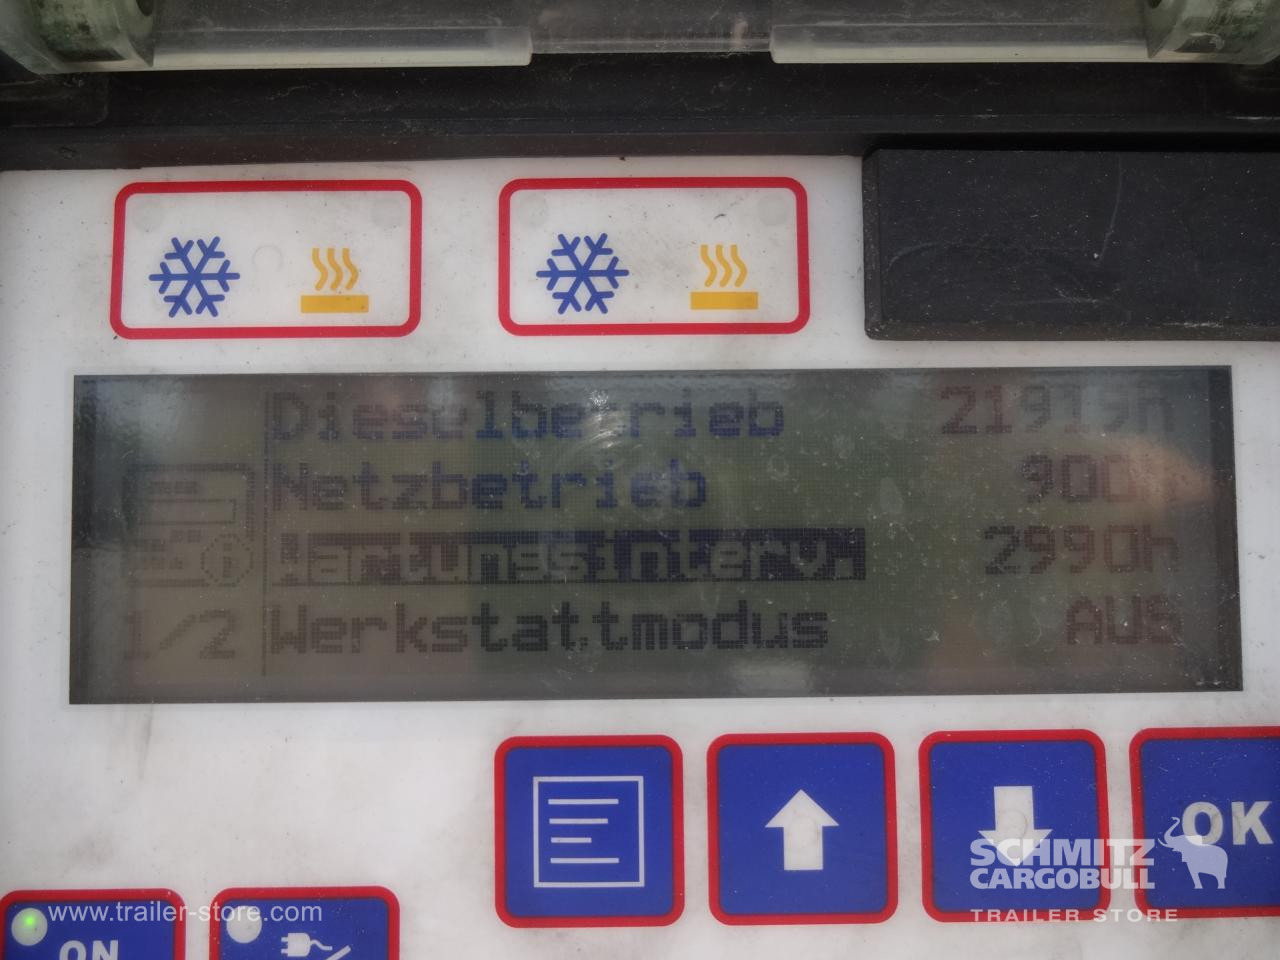 Dieselbetrieb 21919h
Netzbetrieb 900h
Wartungsinterv. 2990h
1/2 Werkstattmodus AUS
OK
SCHMITZ
CARGOBULL
TRAILER STORE
www.trailer-store.com
ON